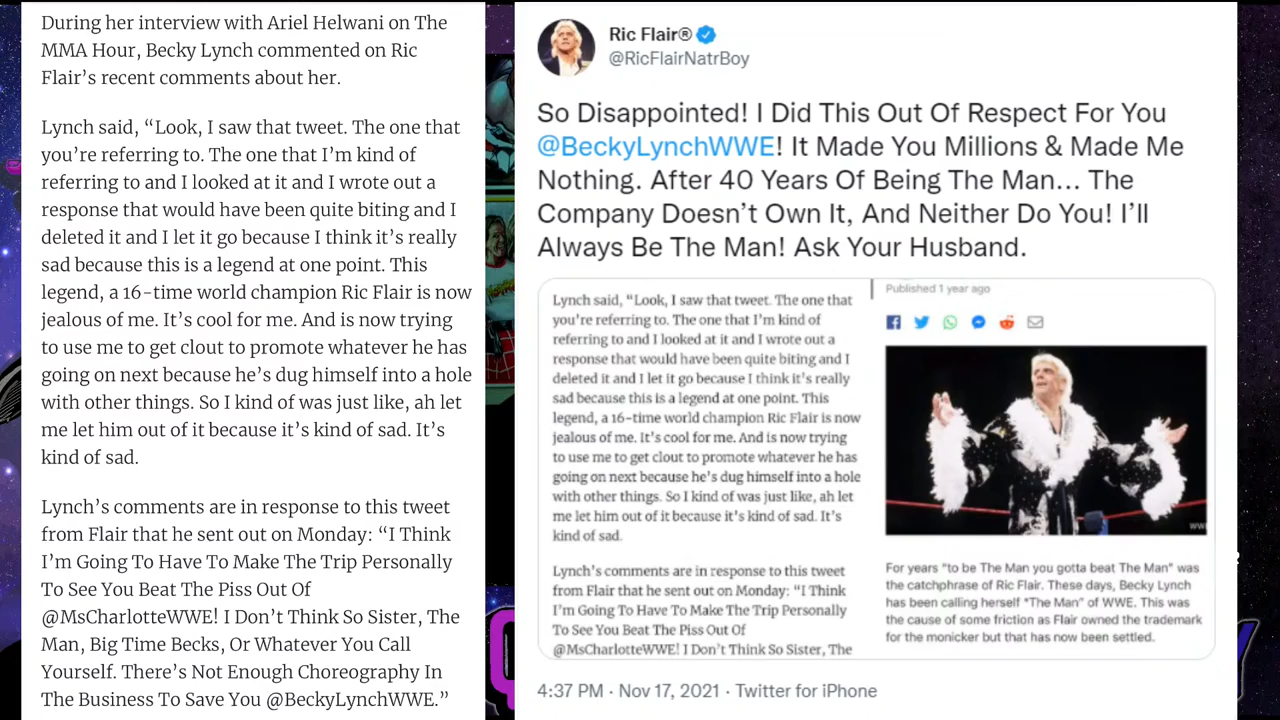 During her interview with Ariel Helwani on The
MMA Hour, Becky Lynch commented on Ric
Flair’s recent comments about her.
Lynch said, “Look, I saw that tweet. The one that
you’re referring to. The one that I’m kind of
referring to and I looked at it and I wrote out a
response that would have been quite biting and I
deleted it and I let it go because I think it’s really
sad because this is a legend at one point. This
legend, a 16-time world champion Ric Flair is now
jealous of me. It’s cool for me. And is now trying
to use me to get clout to promote whatever he has
going on next because he’s dug himself into a hole
with other things. So I kind of was just like, ah let
me let him out of it because it’s kind of sad. It’s
kind of sad.
Lynch’s comments are in response to this tweet
from Flair that he sent out on Monday: “I Think
I’m Going To Have To Make The Trip Personally
To See You Beat The Piss Out Of
@MsCharlotteWWE! I Don’t Think So Sister, The
Man, Big Time Becks, Or Whatever You Call
Yourself. There’s Not Enough Choreography In
The Business To Save You @BeckyLynchWWE.”
Ric Flair®
@RicFlairNatrBoy
So Disappointed! I Did This Out Of Respect For You
@BeckyLynchWWE! It Made You Millions & Made Me
Nothing. After 40 Years Of Being The Man... The
Company Doesn’t Own It, And Neither Do You! I’ll
Always Be The Man! Ask Your Husband.
Lynch said, “Look, I saw that tweet. The one that
you’re referring to. The one that I’m kind of
referring to and I looked at it and I wrote out a
response that would have been quite biting and I
deleted it and I let it go because I think it’s really
sad because this is a legend at one point. This
legend, a 16-time world champion Ric Flair is now
jealous of me. It’s cool for me. And is now trying
to use me to get clout to promote whatever he has
going on next because he’s dug himself into a hole
with other things. So I kind of was just like, ah let
me let him out of it because it’s kind of sad. It’s
kind of sad.
Lynch’s comments are in response to this tweet
from Flair that he sent out on Monday: “I Think
I’m Going To Have To Make The Trip Personally
To See You Beat The Piss Out Of
@MsCharlotteWWE! I Don’t Think So Sister, The
Published 1 year ago
WWE
For years "to be The Man you gotta beat The Man" was
the catchphrase of Ric Flair. These days, Becky Lynch
has been calling herself "The Man" of WWE. This was
the cause of some friction as Flair owned the trademark
for the monicker but that has now been settled.
4:37 PM · Nov 17, 2021 · Twitter for iPhone